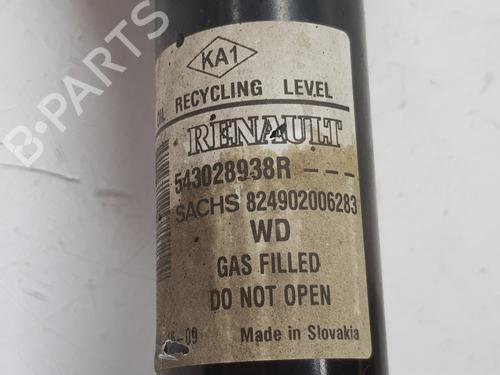 KA1
RECYCLING LEVEL
RENAULT
543028938R ---
SACHS 824902006283
WD
GAS FILLED
DO NOT OPEN
-09 Made in Slovakia
B-PARTS